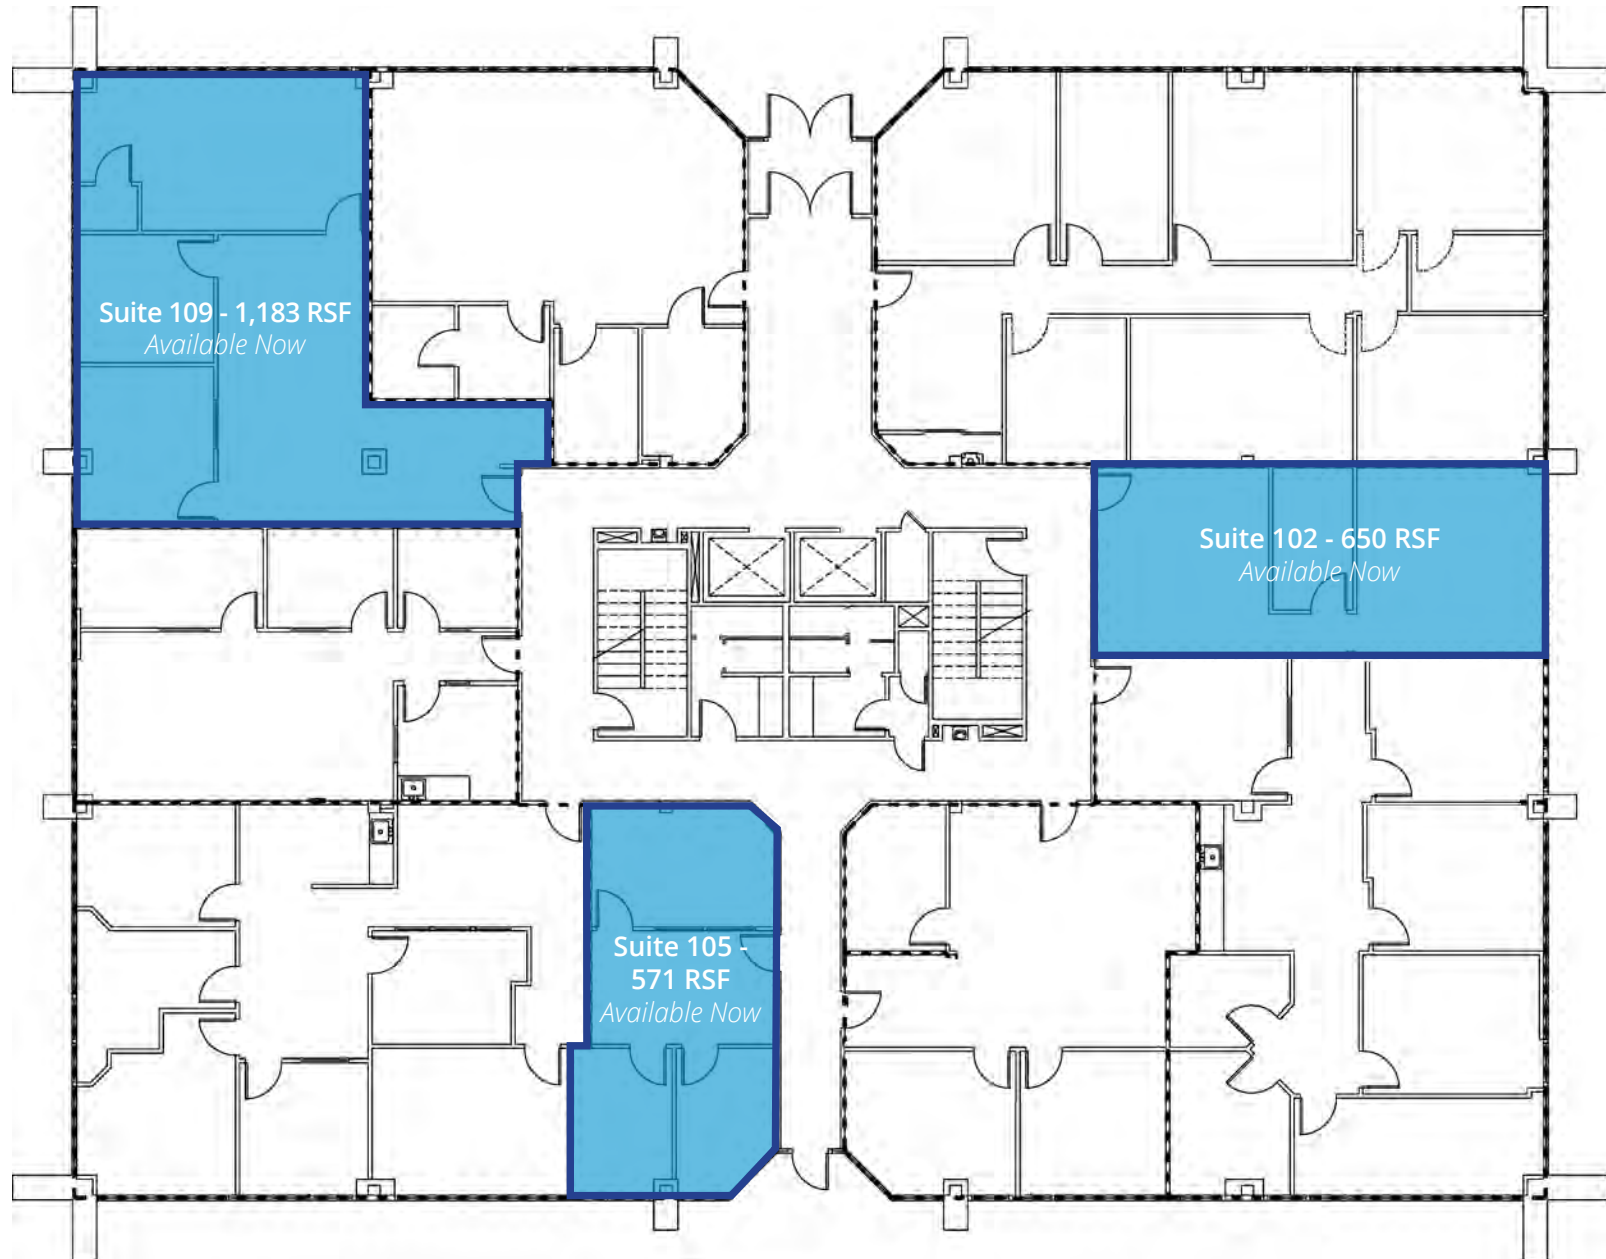 Suite 109 - 1,183 RSF
Available Now
Suite 102 - 650 RSF
Available Now
Suite 105 -
571 RSF
Available Now